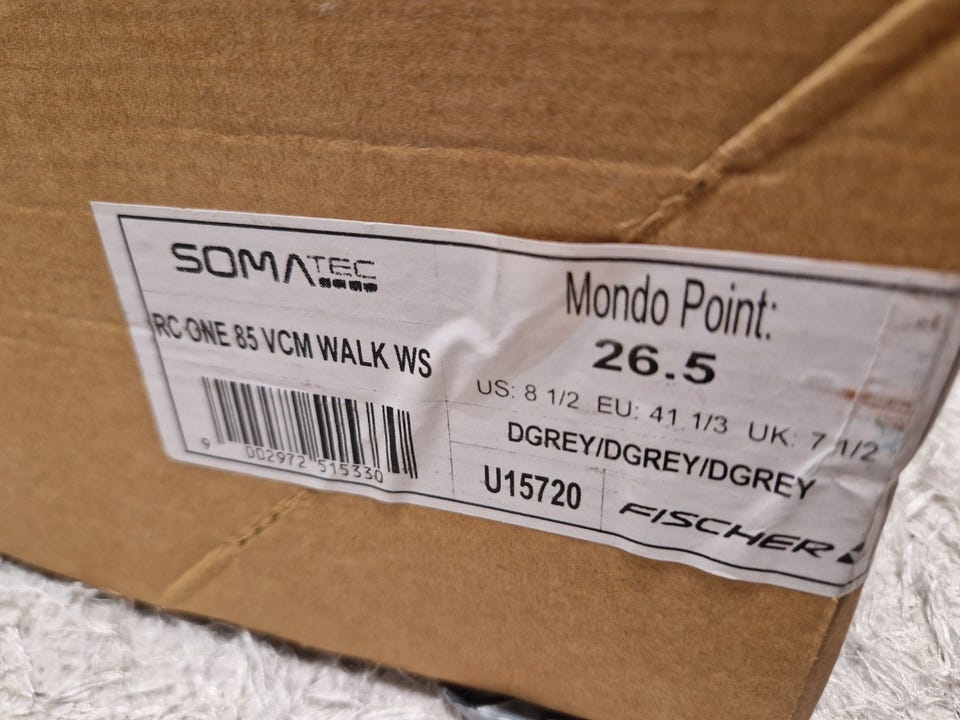 SOMATEC
RC ONE 85 VCM WALK WS
9 002972 515330
Mondo Point:
26.5
US: 8 1/2 EU: 41 1/3 UK: 7 1/2
DGREY/DGREY/DGREY
U15720
FISCHER